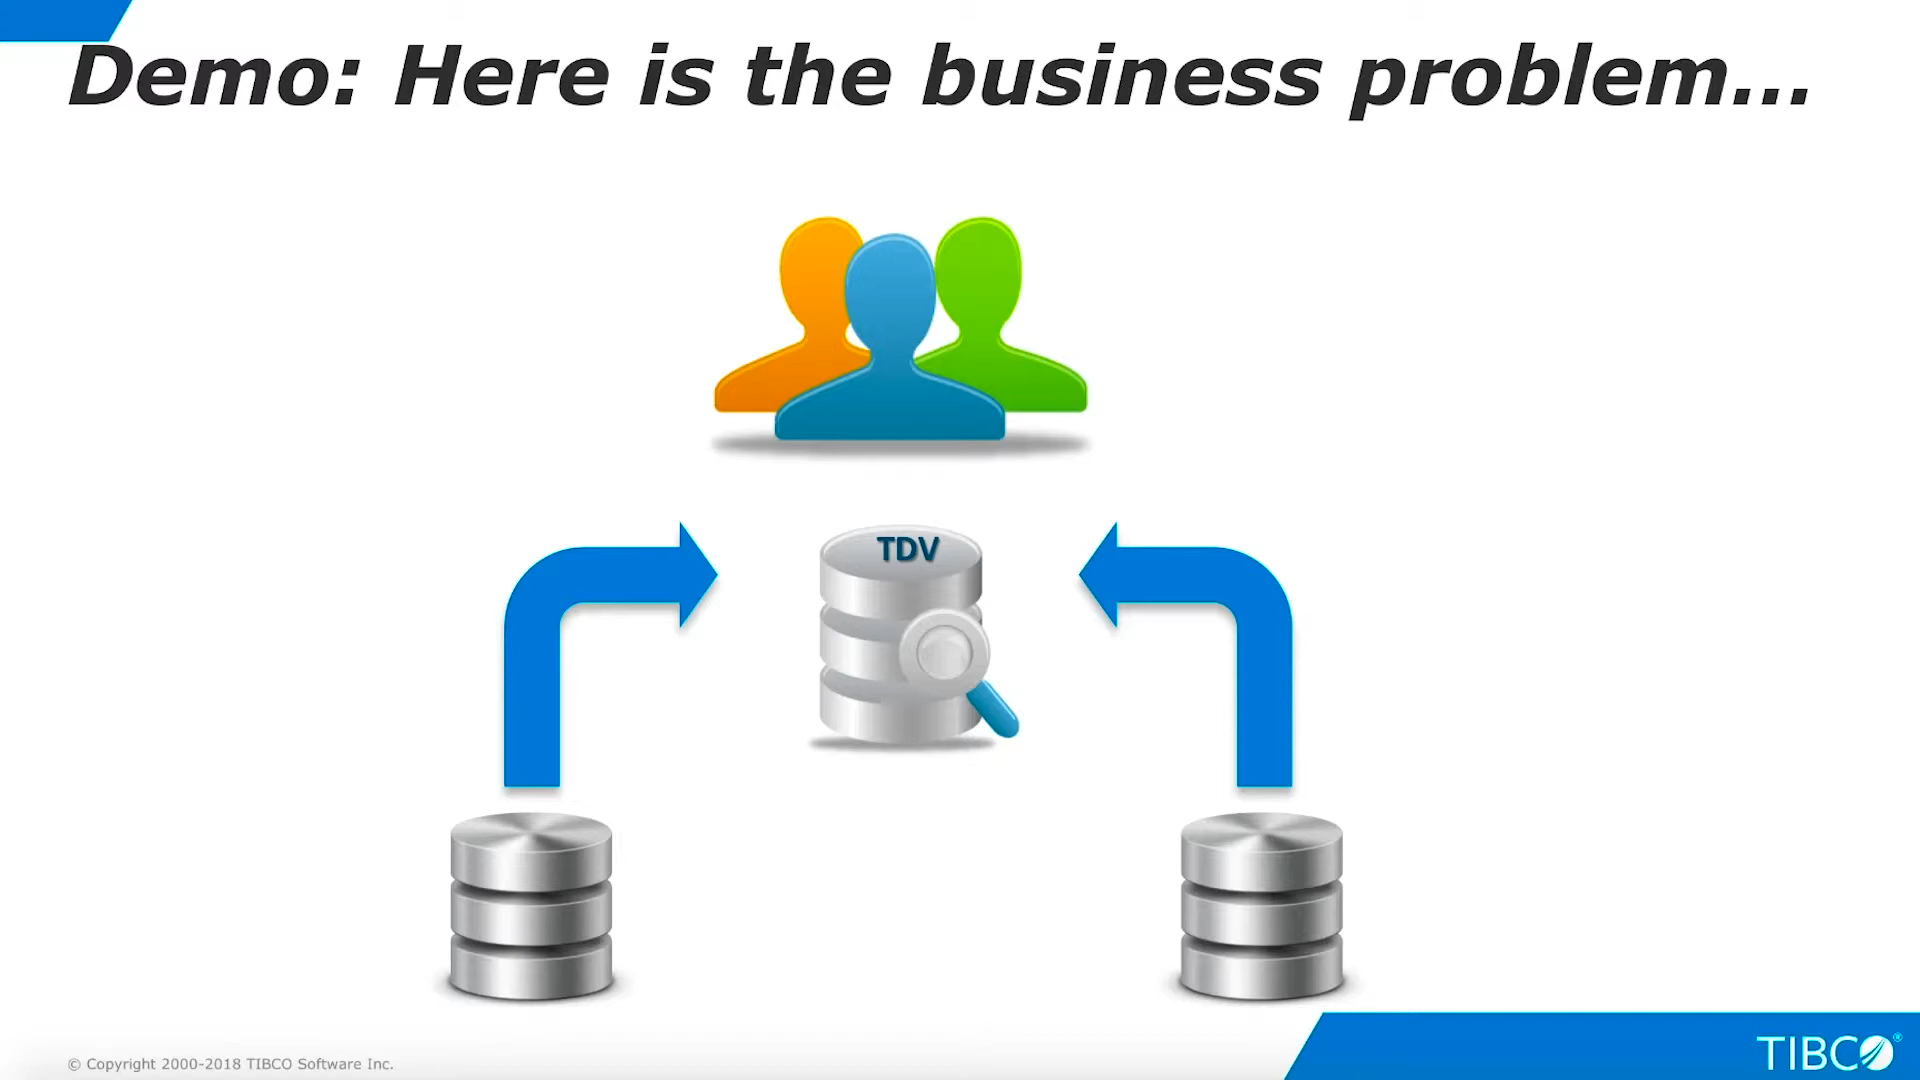 Demo: Here is the business problem...
TDV
© Copyright 2000-2018 TIBCO Software Inc.
TIBCO®